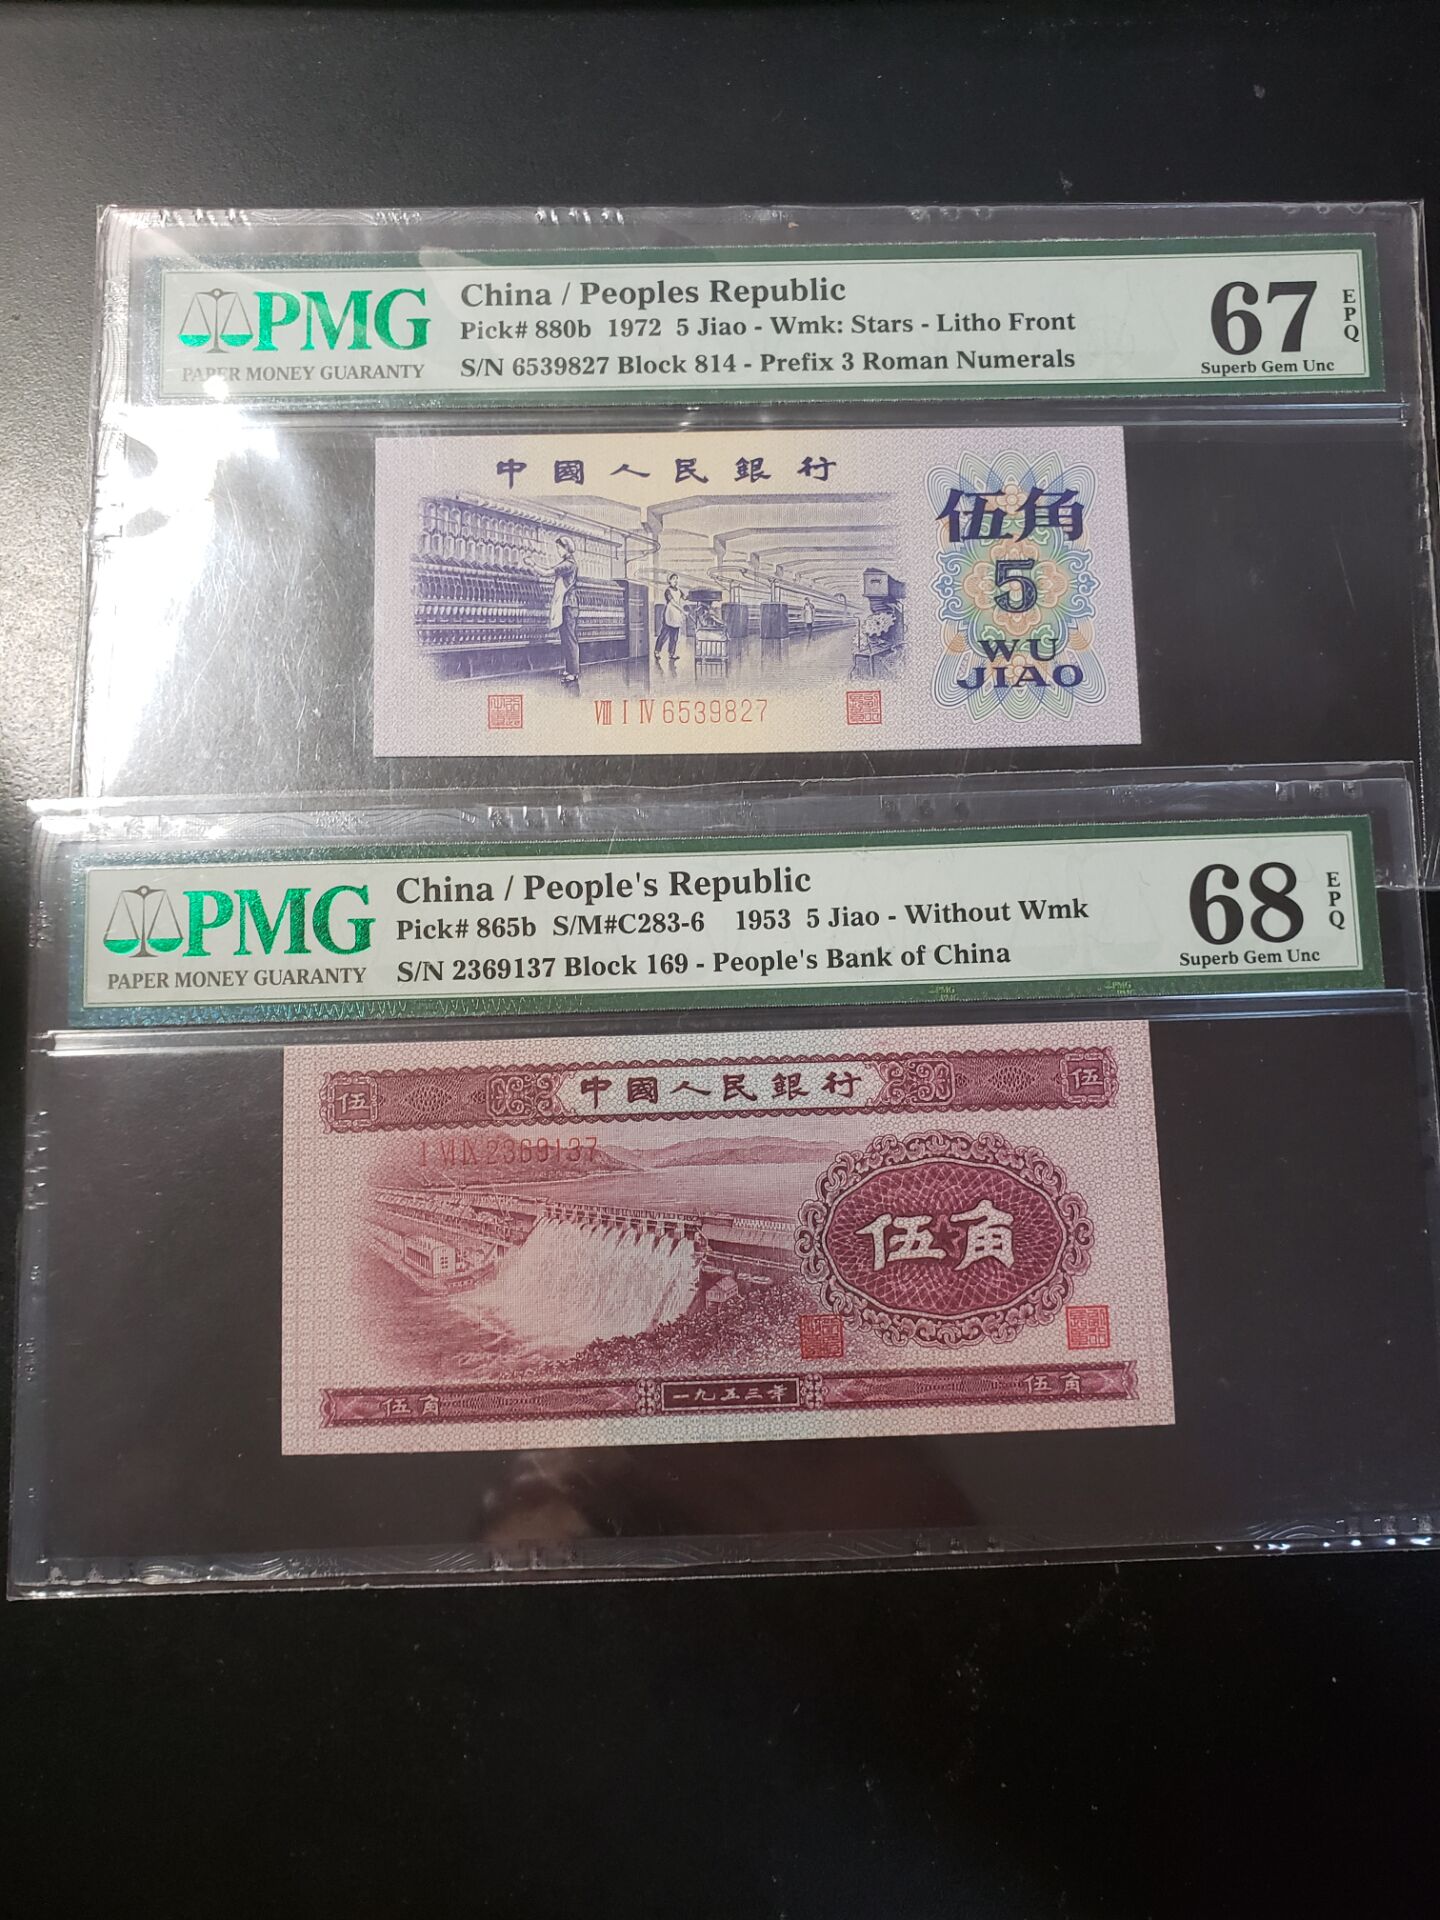 PMG
PAPER MONEY GUARANTY
China / Peoples Republic
Pick# 880b 1972 5 Jiao - Wmk: Stars - Litho Front
S/N 6539827 Block 814 - Prefix 3 Roman Numerals
67
EPQ
Superb Gem Unc
中國人民銀行
伍角
5
WU
JIAO
VIII I IV 6539827
PMG
PAPER MONEY GUARANTY
China / People's Republic
Pick# 865b S/M#C283-6 1953 5 Jiao - Without Wmk
S/N 2369137 Block 169 - People's Bank of China
68
EPQ
Superb Gem Unc
伍 中國人民銀行 伍
I VI IX 2369137
伍角
伍角 一九五三年 伍角